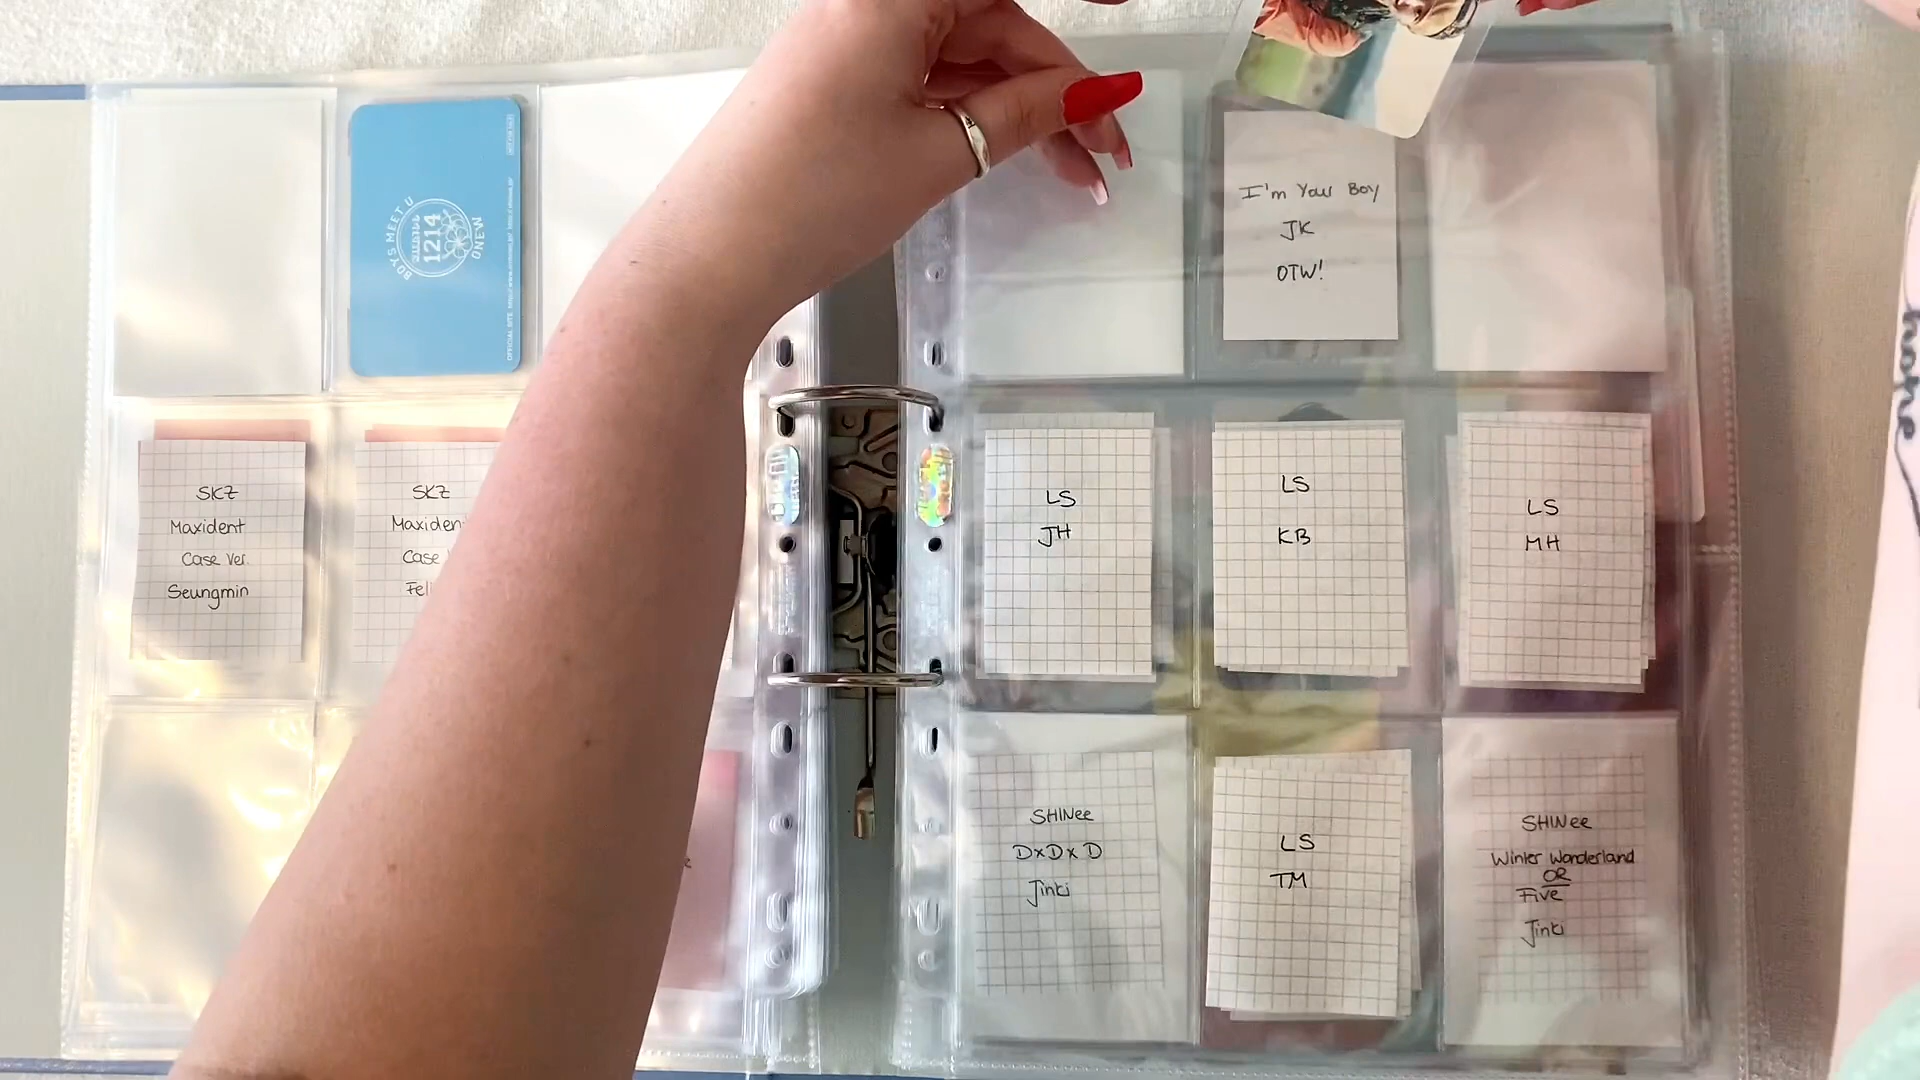 BOYS MEET U
1214
ONEW
I'm Your Boy
JK
OTW!
SKZ
Maxident
Case Ver.
Seungmin
SKZ
LS
JH
LS
KB
LS
MH
SHINee
DxDxD
Jinki
LS
TM
SHINee
Winter Wonderland
OR
Five
Jinki
home